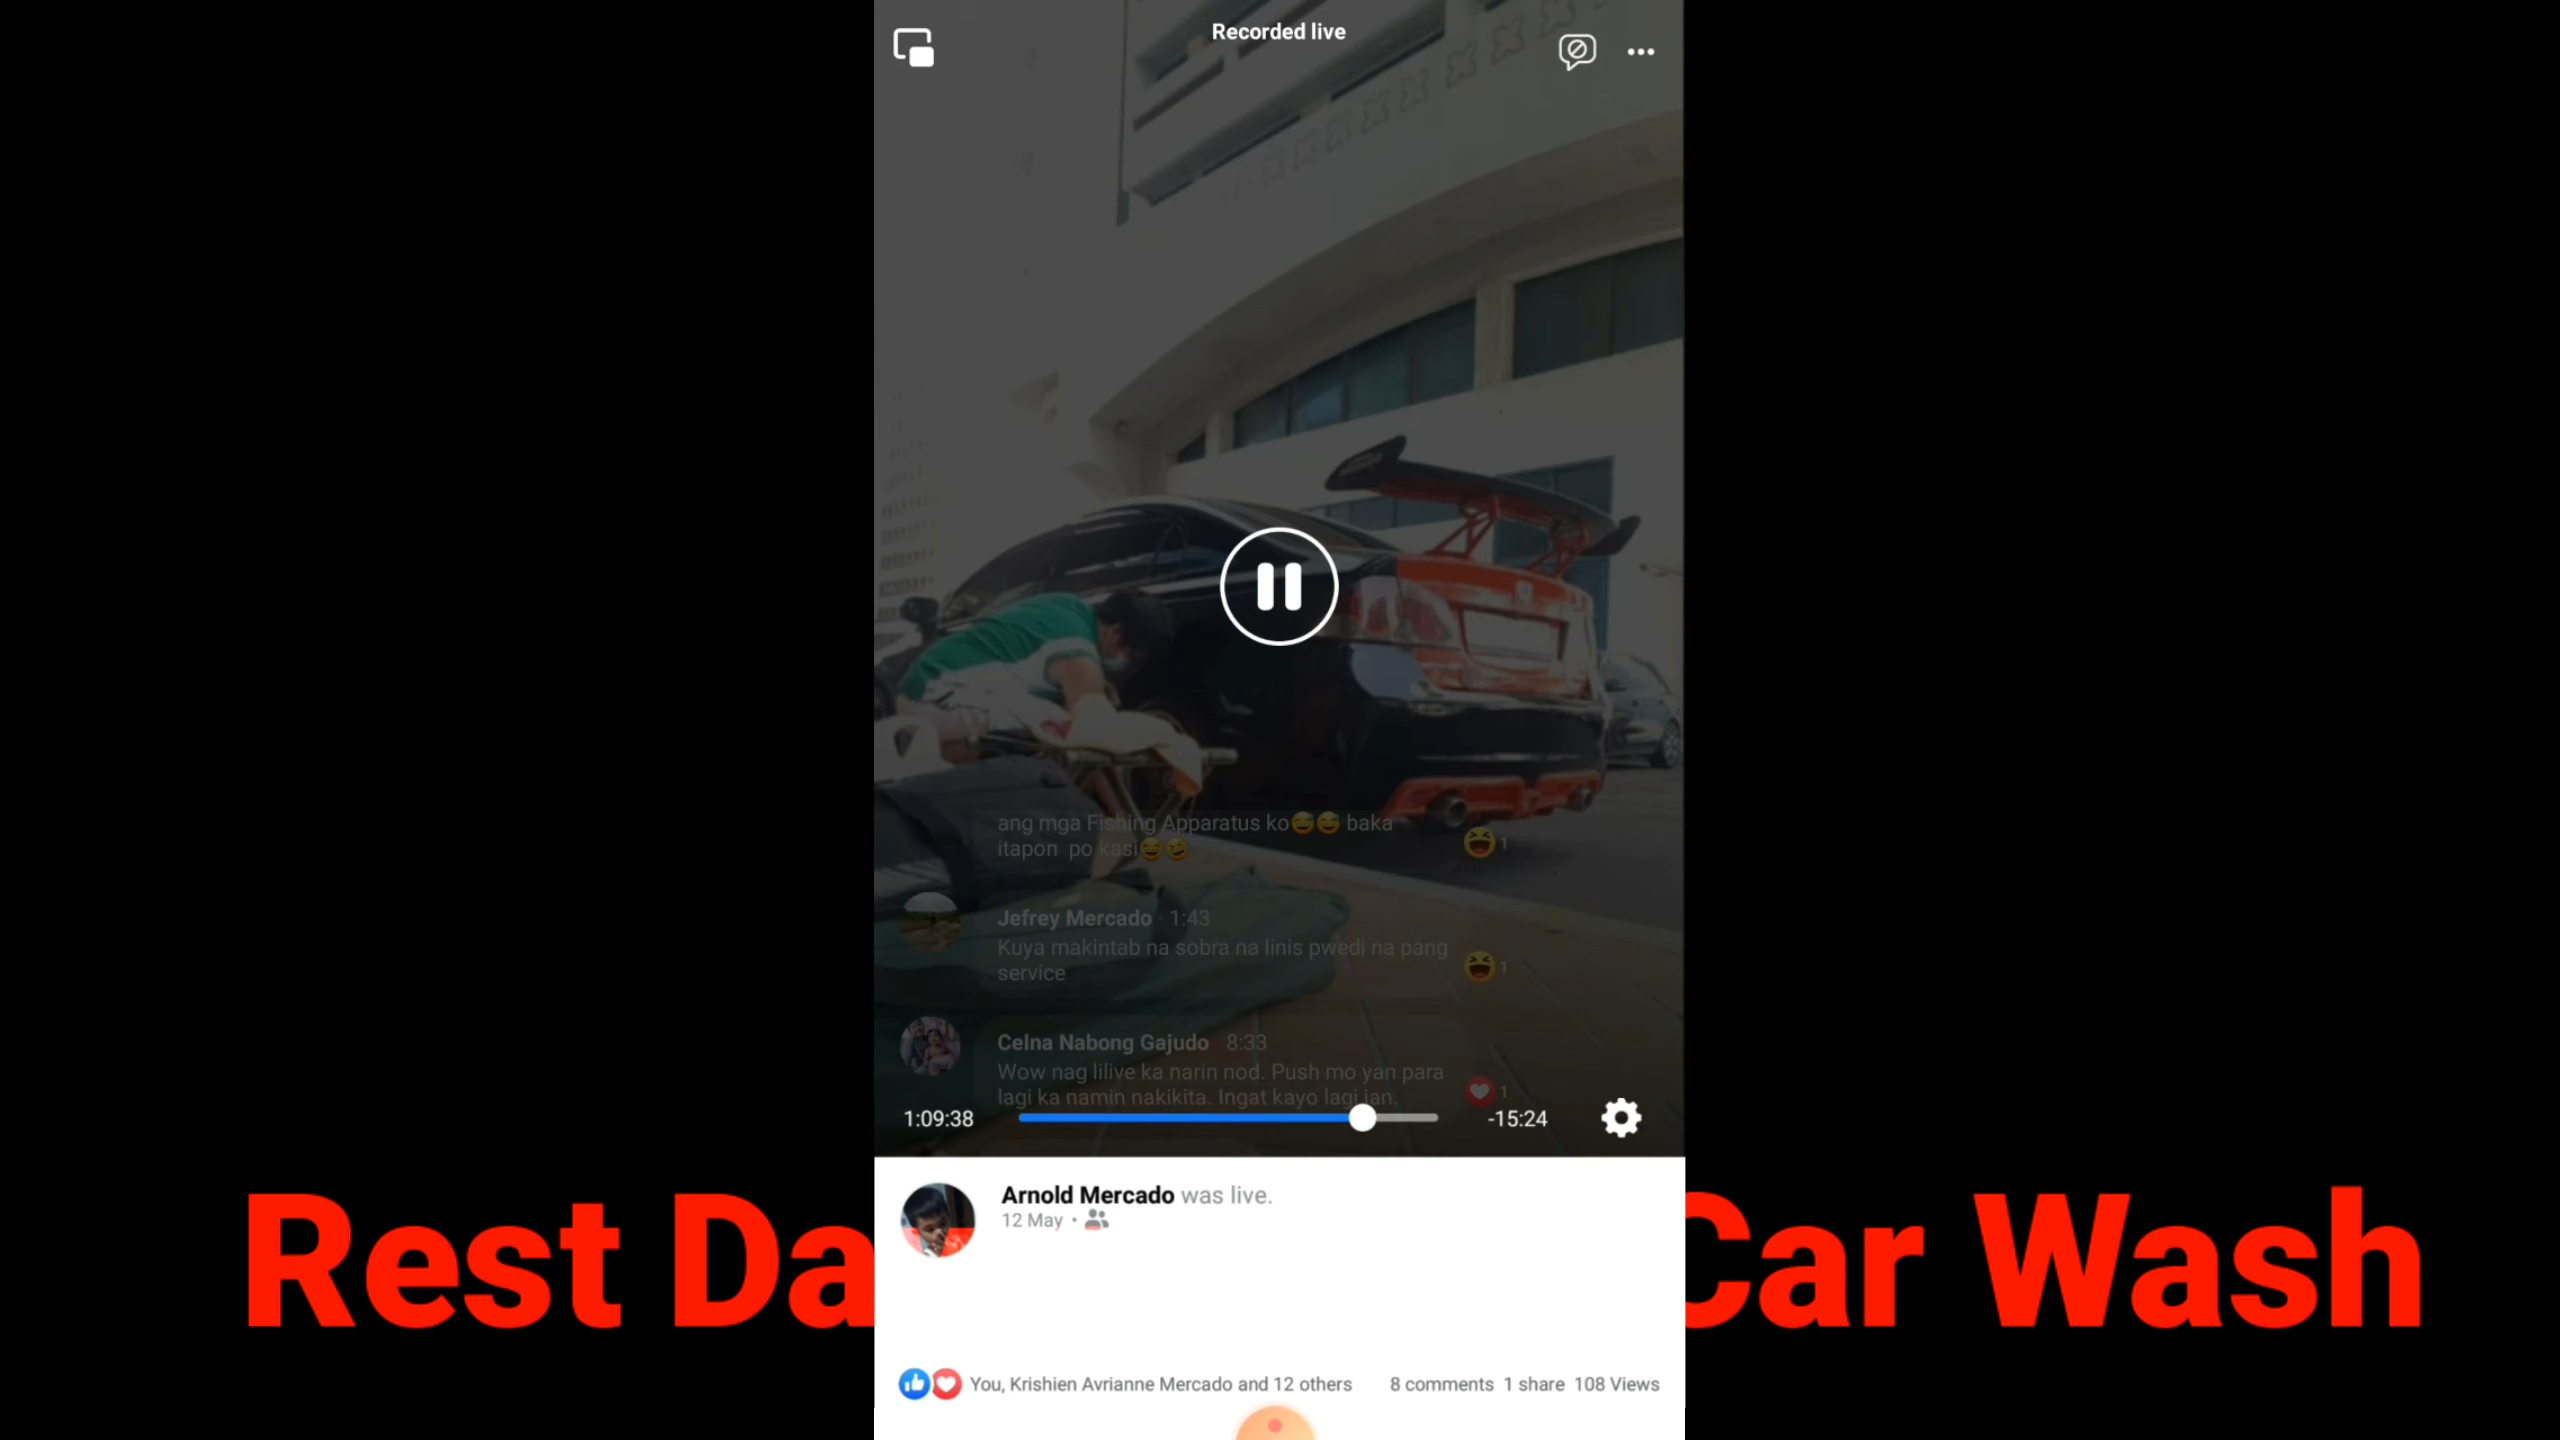 Recorded live
ang mga Fishing Apparatus ko😅😅 baka
itapon po kasi😅🤣
1
Jefrey Mercado 1:43
Kuya makintab na sobra na linis pwedi na pang
service
1
Celna Nabong Gajudo 8:33
Wow nag lilive ka narin nod. Push mo yan para
lagi ka namin nakikita. Ingat kayo lagi jan.
1
1:09:38
-15:24
Arnold Mercado was live.
12 May ·
Rest Da
Car Wash
You, Krishien Avrianne Mercado and 12 others
8 comments 1 share 108 Views